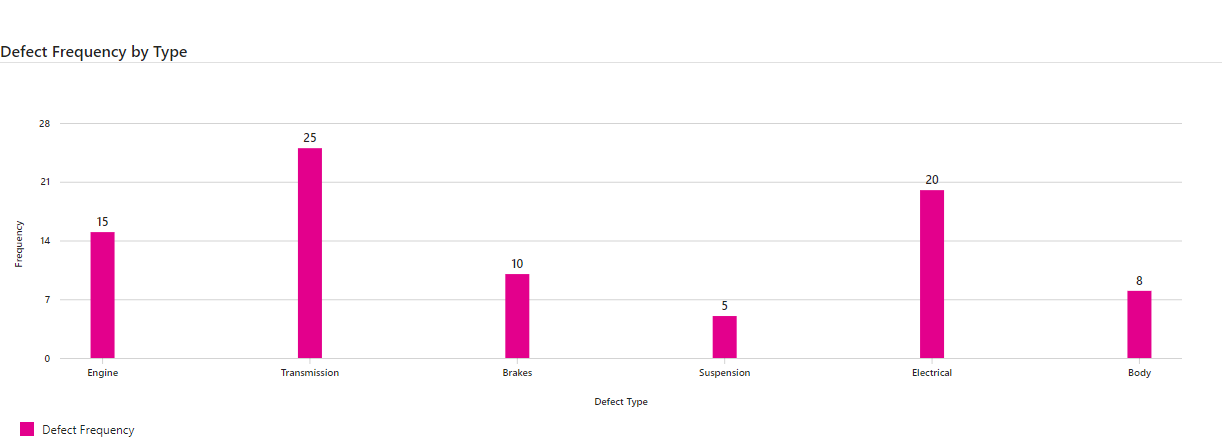 Defect Frequency by Type
28
21
14
7
0
Frequency
15
25
10
5
20
8
Engine Transmission Brakes Suspension Electrical Body
Defect Type
Defect Frequency